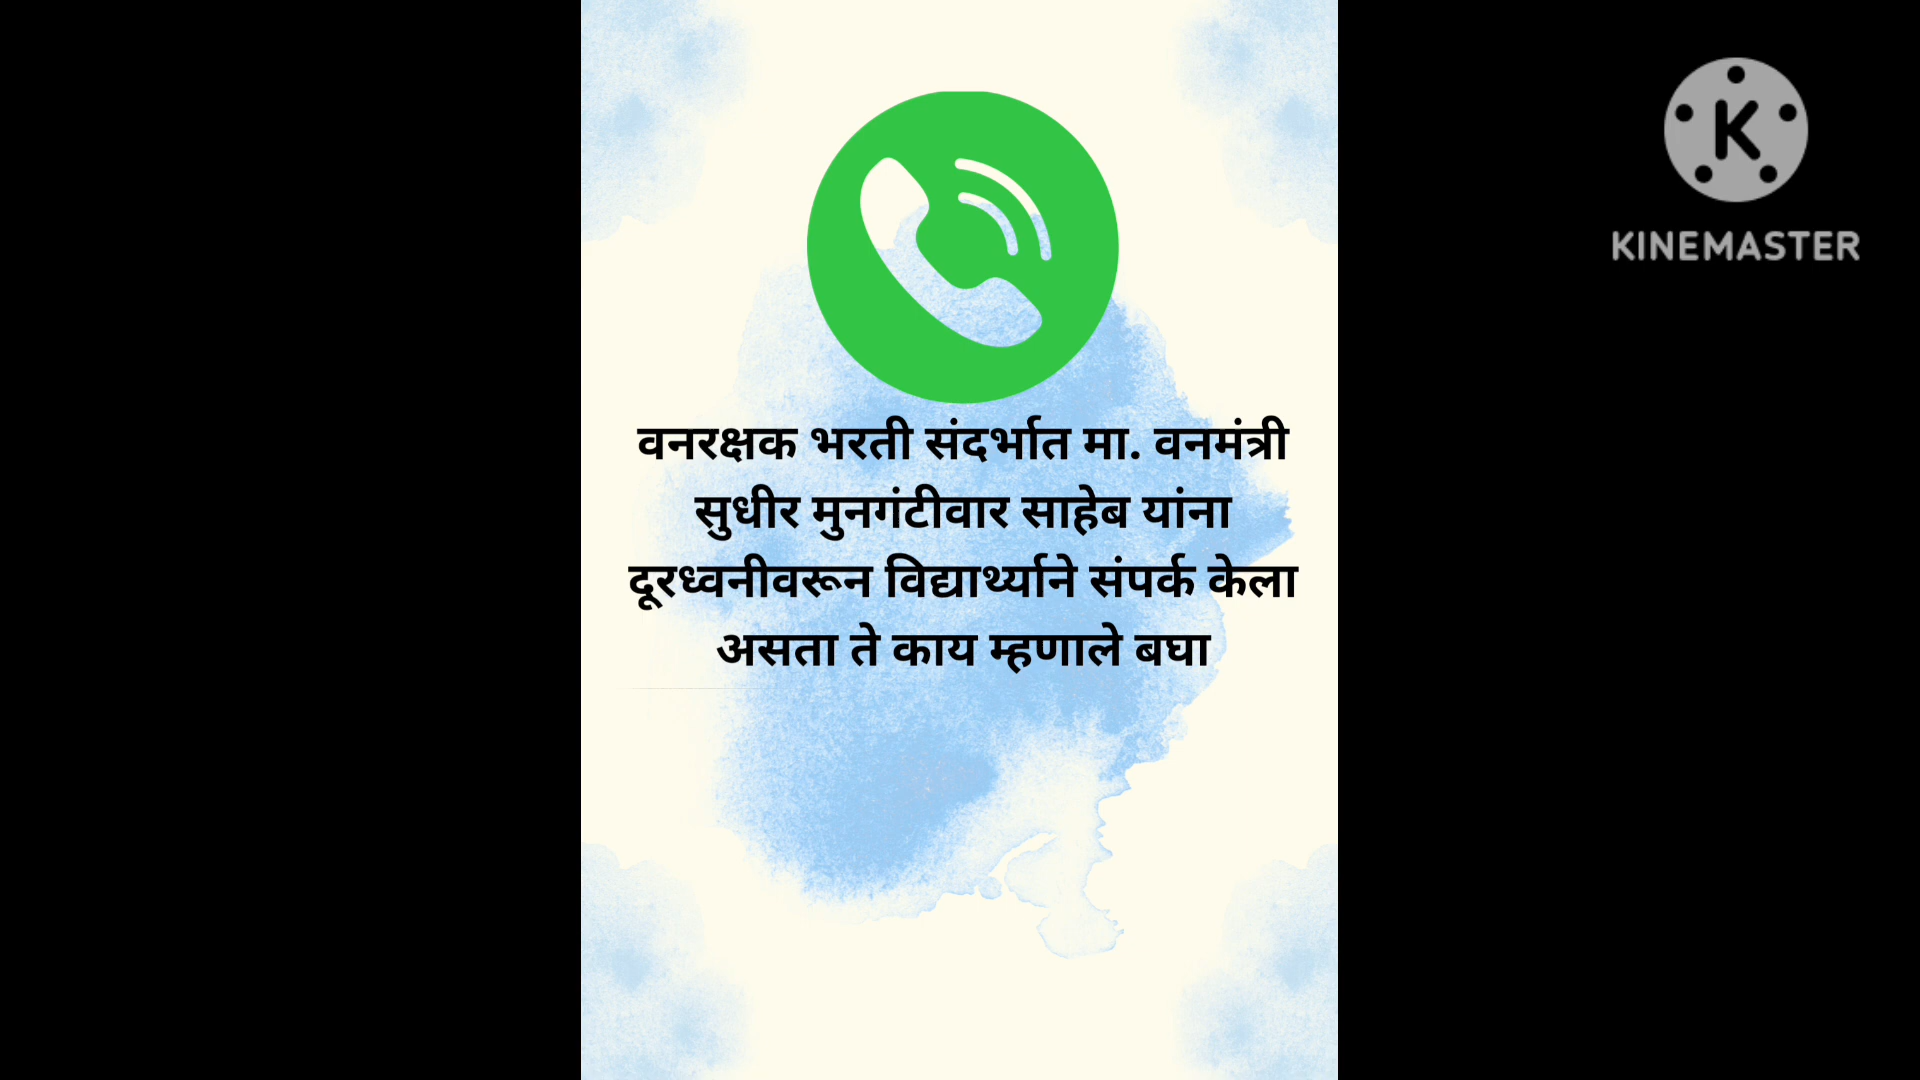 वनरक्षक भरती संदर्भात मा. वनमंत्री
सुधीर मुनगंटीवार साहेब यांना
दूरध्वनीवरून विद्यार्थ्याने संपर्क केला
असता ते काय म्हणाले बघा
K
KINEMASTER